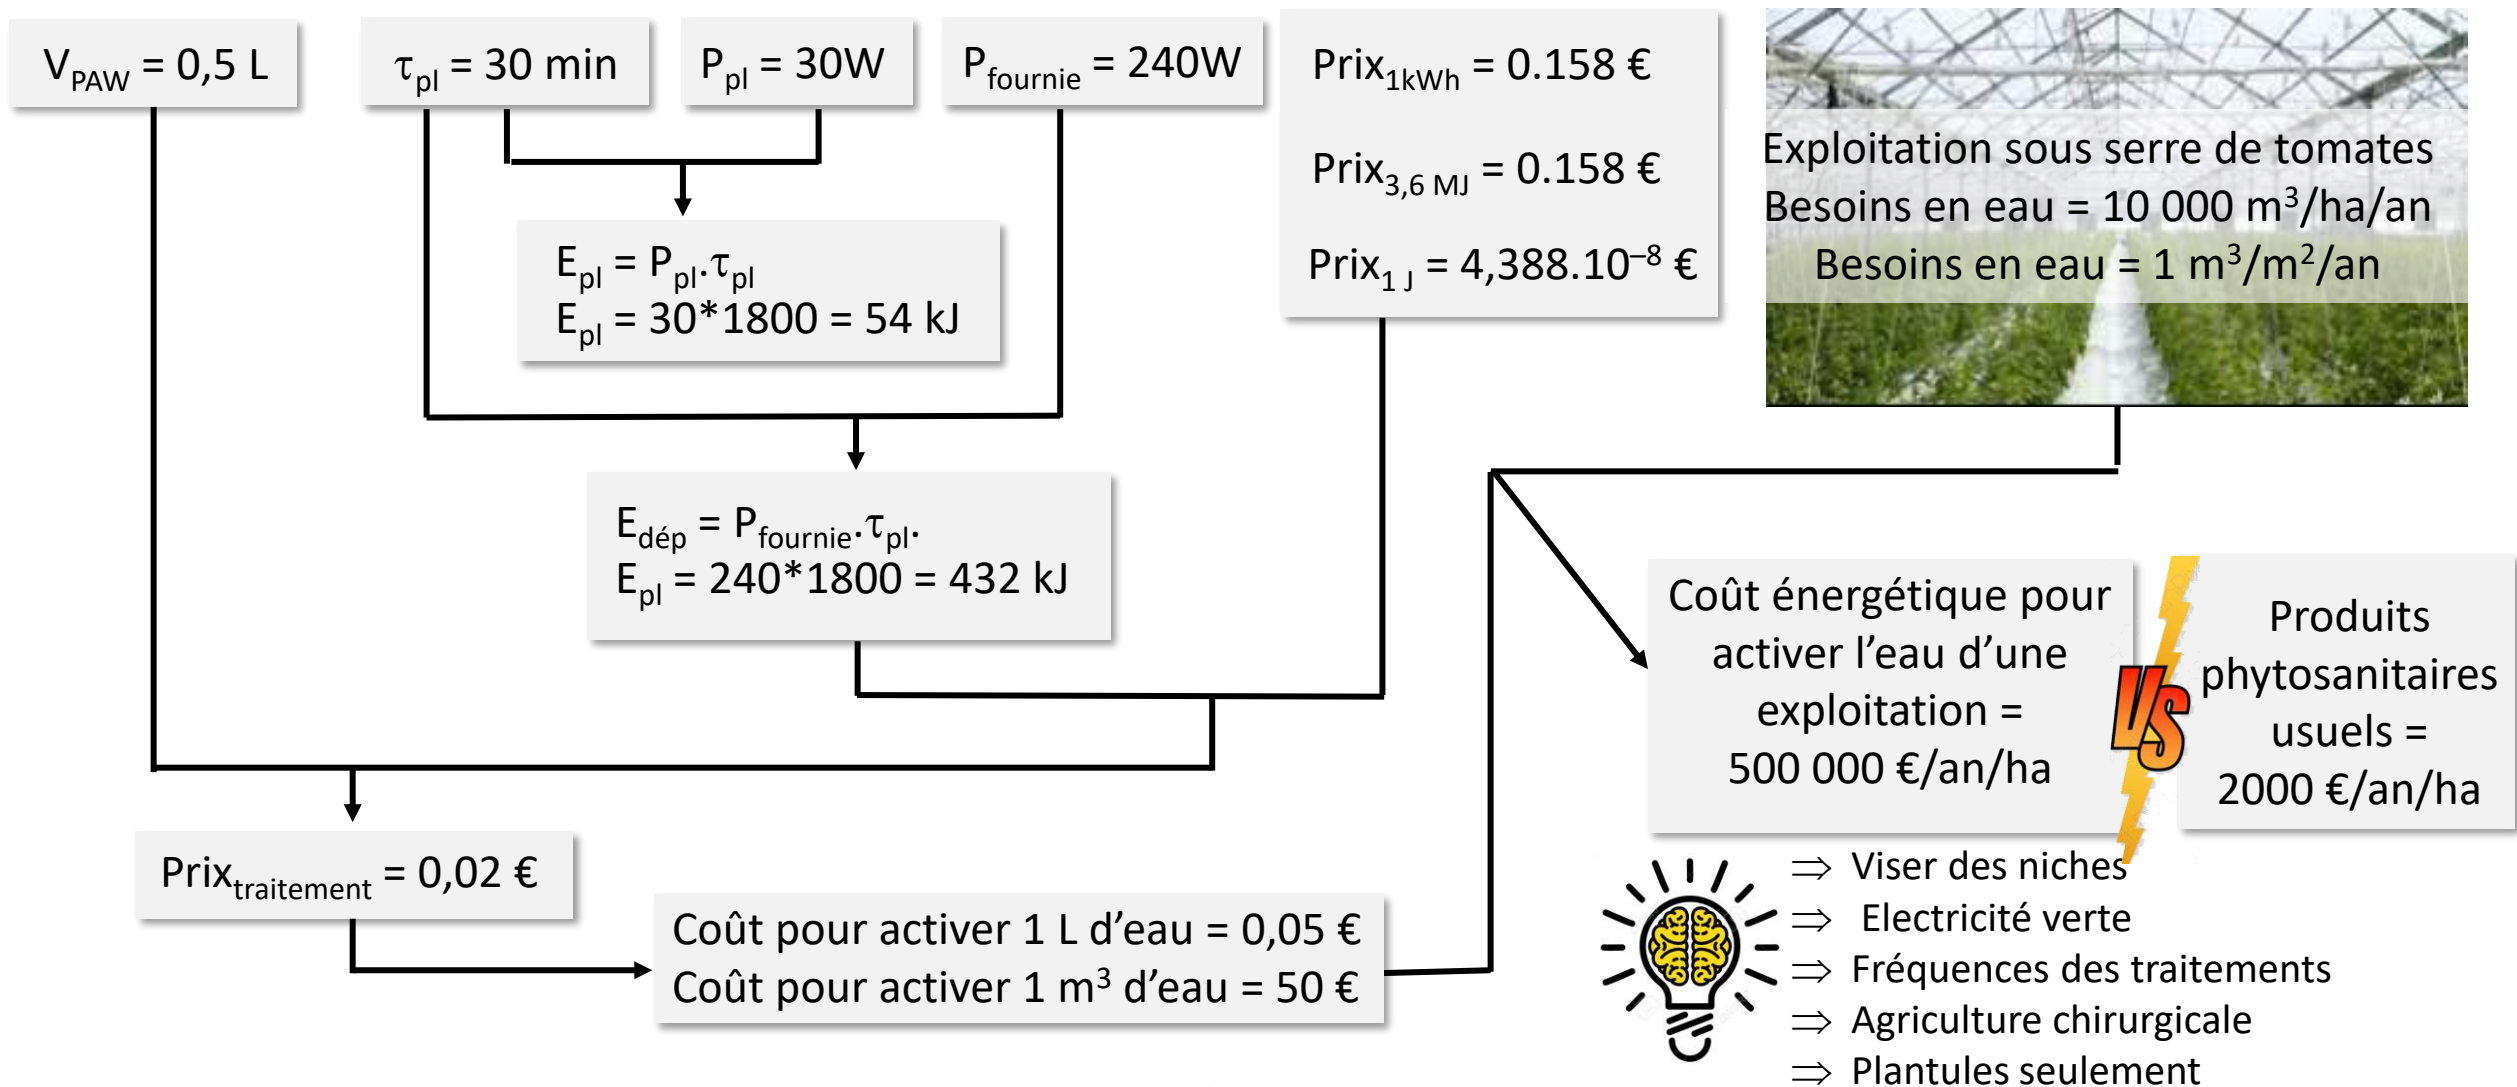 V_PAW = 0,5 L
τ_pl = 30 min
P_pl = 30W
P_fournie = 240W
Prix_1kWh = 0.158 €
Prix_3,6 MJ = 0.158 €
Prix_1 J = 4,388.10⁻⁸ €
Exploitation sous serre de tomates
Besoins en eau = 10 000 m³/ha/an
Besoins en eau = 1 m³/m²/an
E_pl = P_pl.τ_pl
E_pl = 30*1800 = 54 kJ
E_dép = P_fournie.τ_pl.
E_pl = 240*1800 = 432 kJ
Coût énergétique pour
activer l’eau d’une
exploitation =
500 000 €/an/ha
VS
Produits
phytosanitaires
usuels =
2000 €/an/ha
Prix_traitement = 0,02 €
Coût pour activer 1 L d’eau = 0,05 €
Coût pour activer 1 m³ d’eau = 50 €
⇒ Viser des niches
⇒ Electricité verte
⇒ Fréquences des traitements
⇒ Agriculture chirurgicale
⇒ Plantules seulement